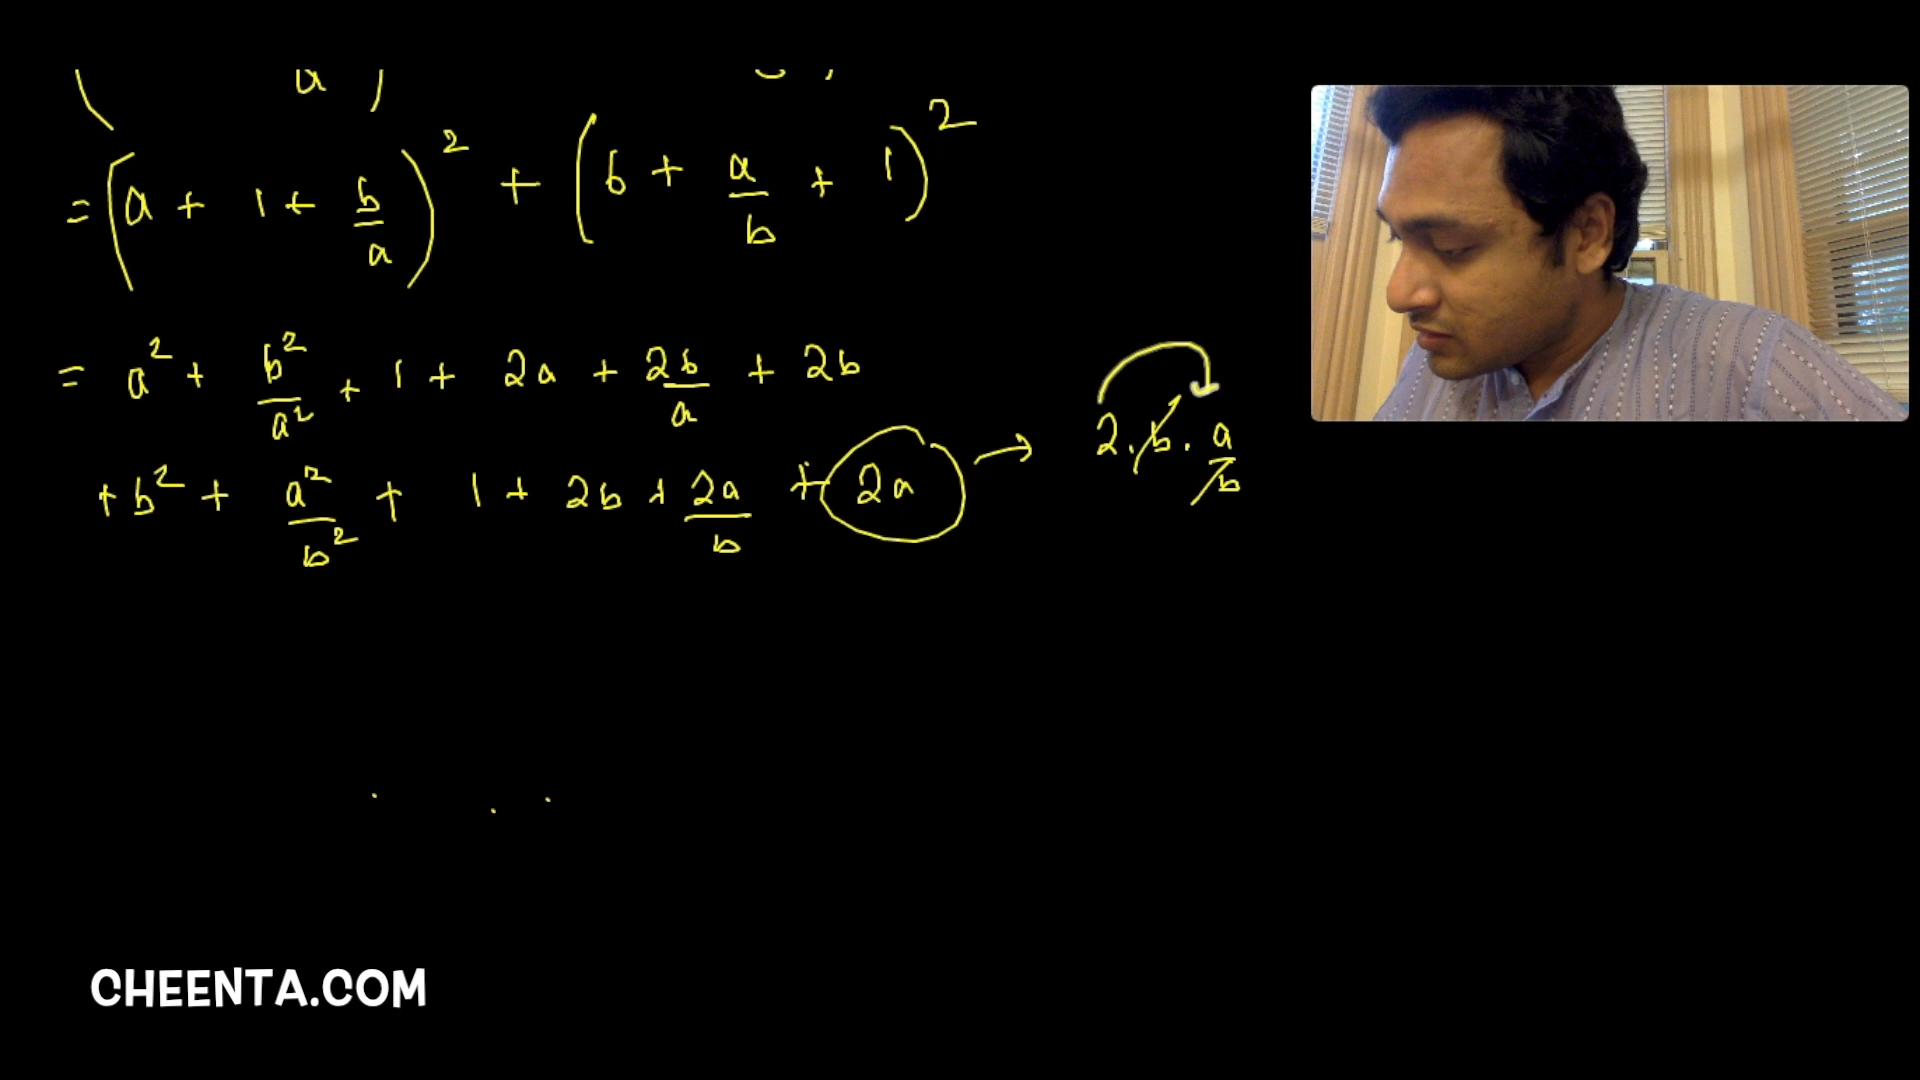 a )
= (a + 1 + b/a)² + (b + a/b + 1)²
= a² + b²/a² + 1 + 2a + 2b/a + 2b
+ b² + a²/b² + 1 + 2b + 2a/b + 2a → 2 . b . a/b
CHEENTA.COM